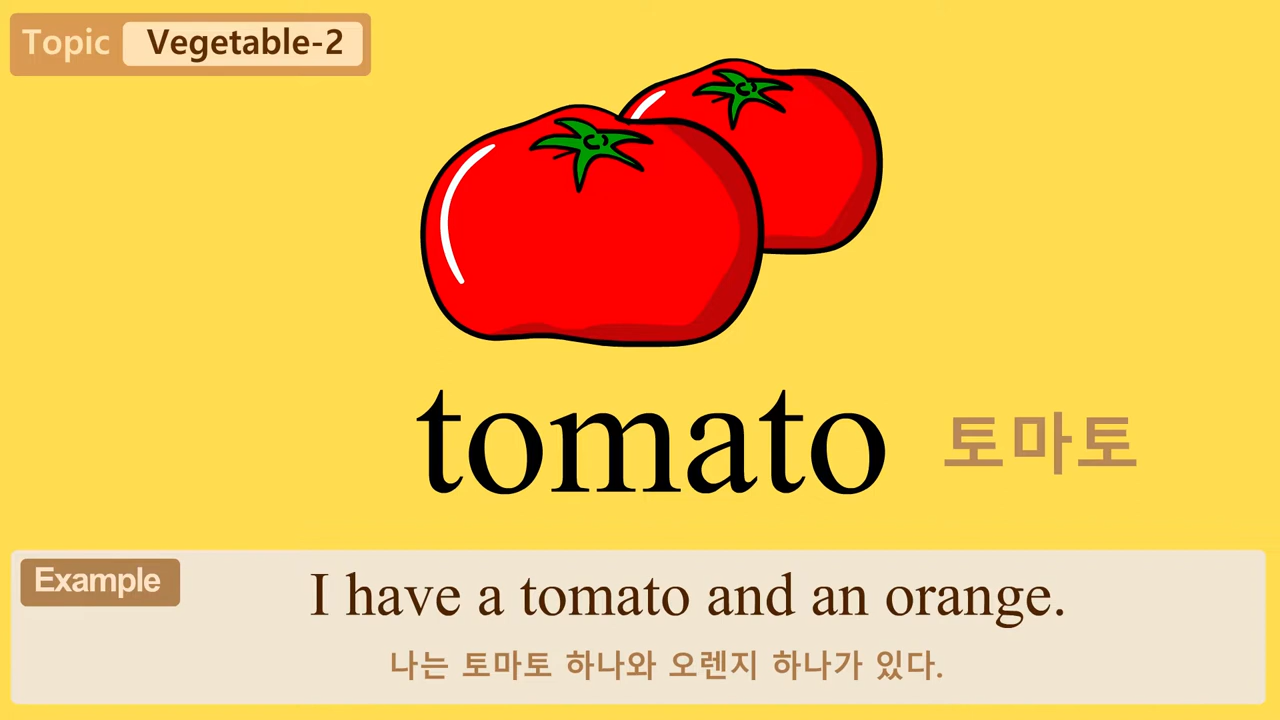 Topic Vegetable-2
tomato 토마토
Example
I have a tomato and an orange.
나는 토마토 하나와 오렌지 하나가 있다.